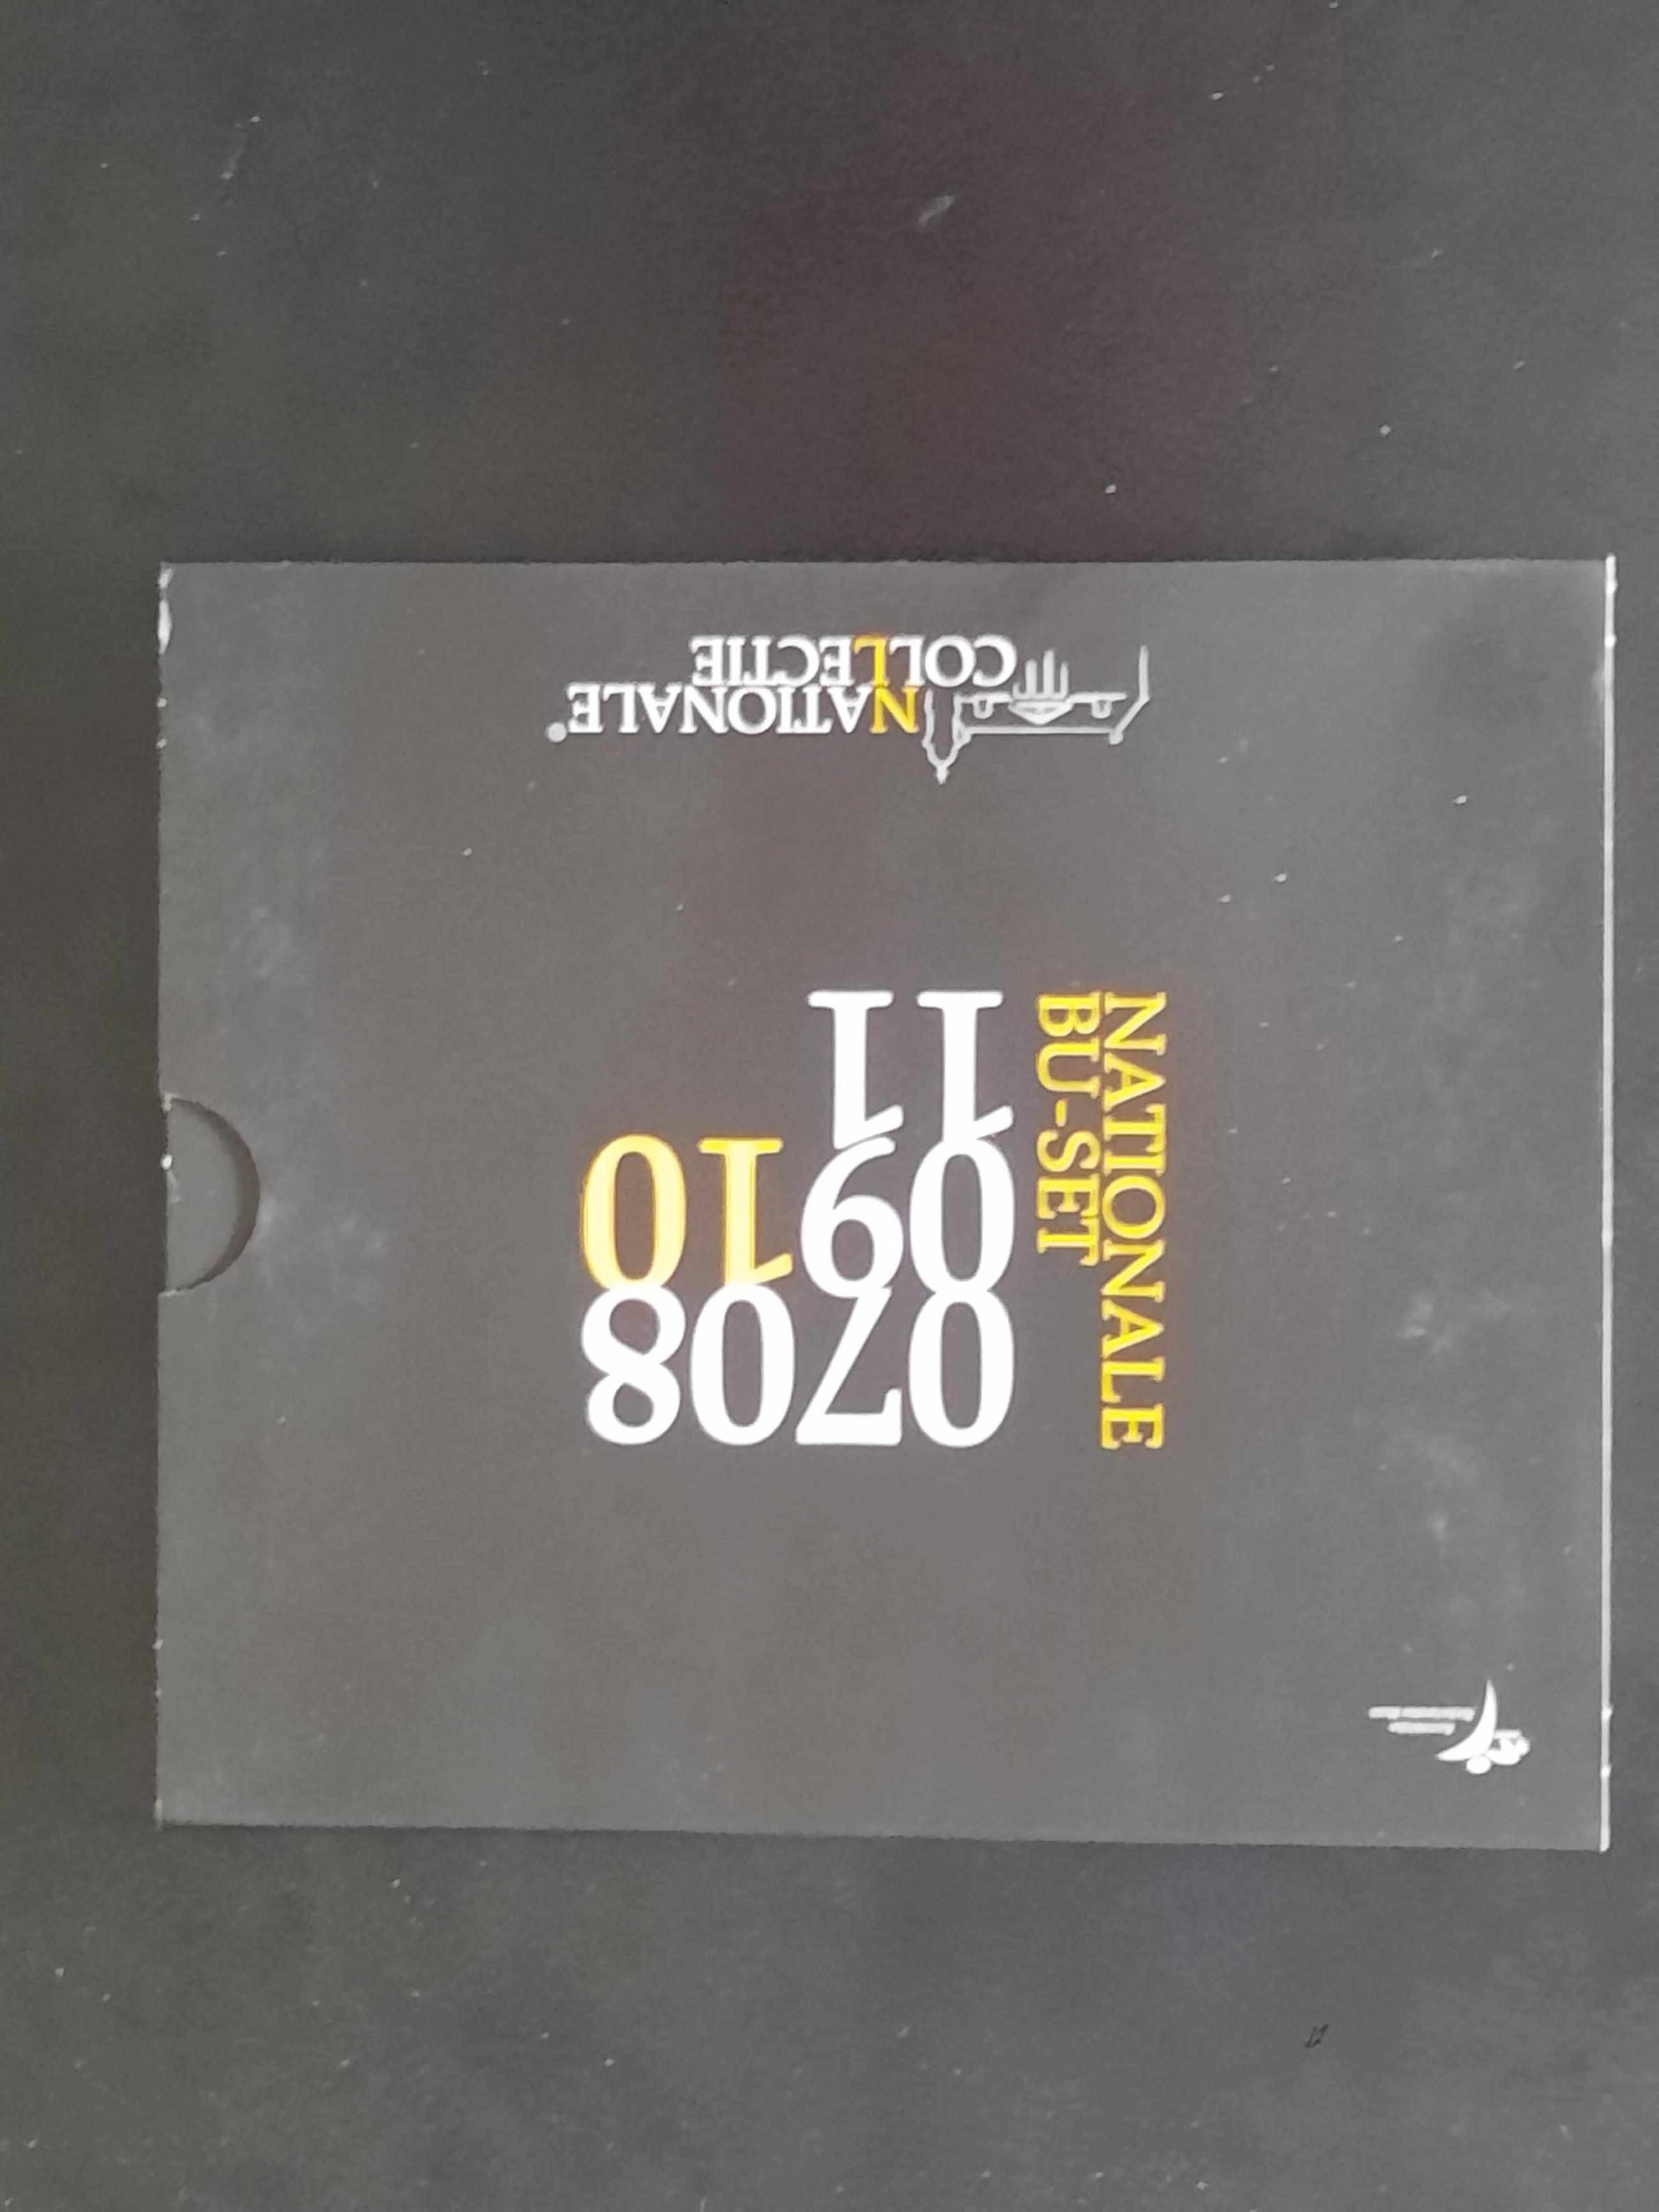 NATIONALE
BU-SET
0708
0910
11
NATIONALE
COLLECTIE